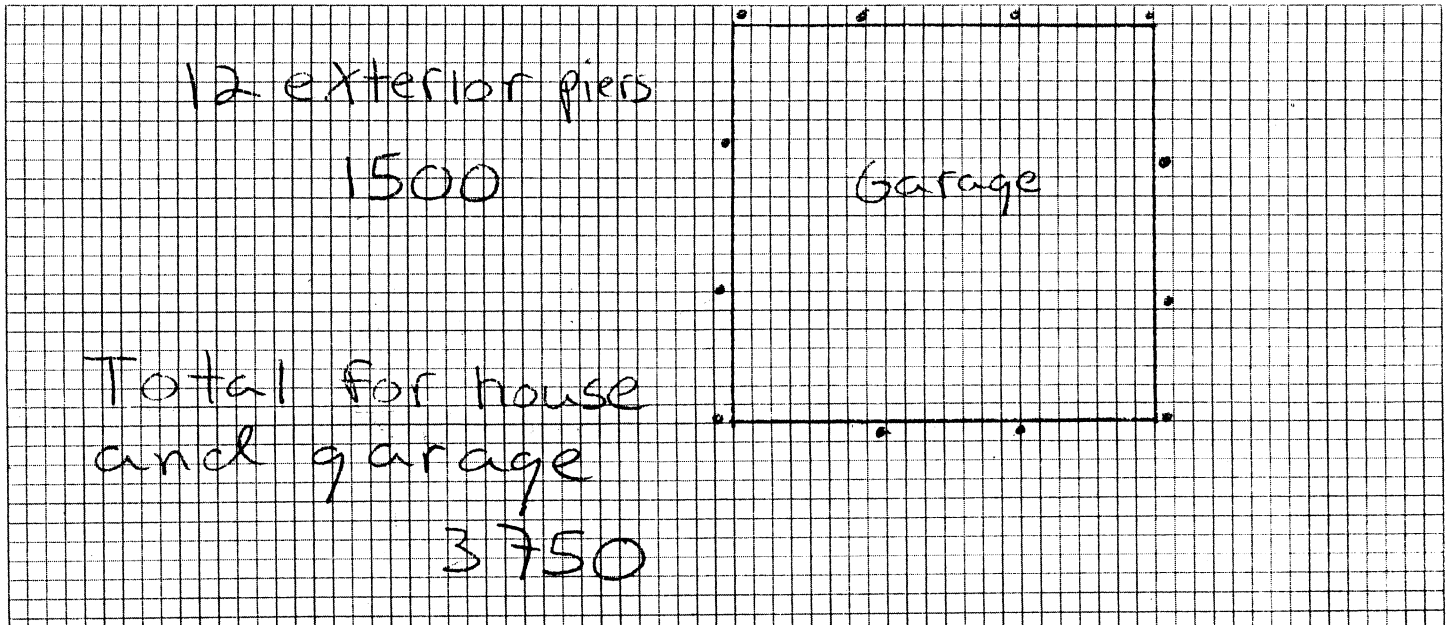 12 exterior piers
1500
Garage
Total for house
and garage
3750